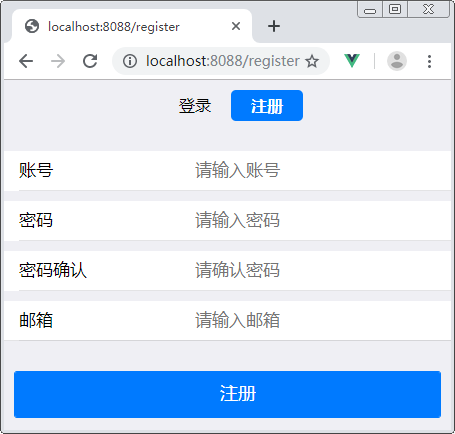 localhost:8088/register
localhost:8088/register
登录 注册
账号 请输入账号
密码 请输入密码
密码确认 请确认密码
邮箱 请输入邮箱
注册